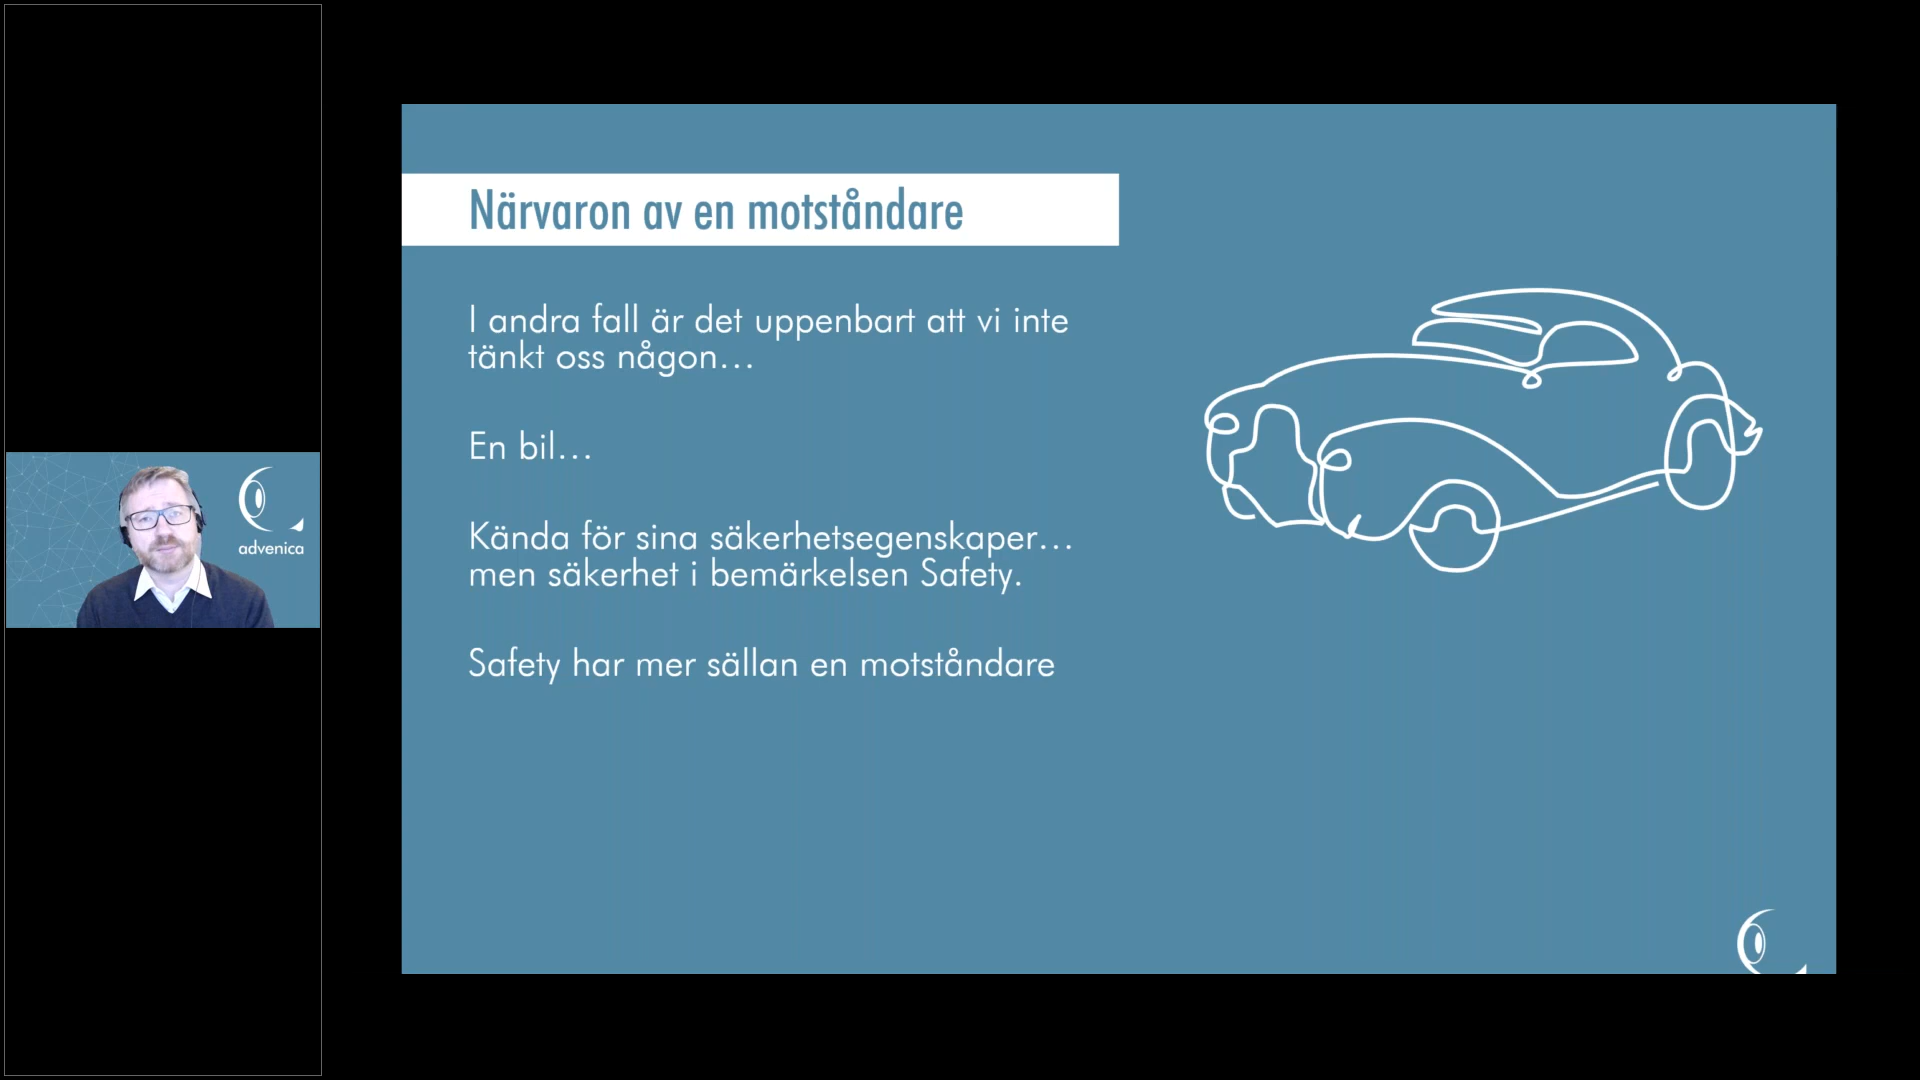 Närvaron av en motståndare
I andra fall är det uppenbart att vi inte
tänkt oss någon…
En bil…
Kända för sina säkerhetsegenskaper…
men säkerhet i bemärkelsen Safety.
Safety har mer sällan en motståndare
advenica